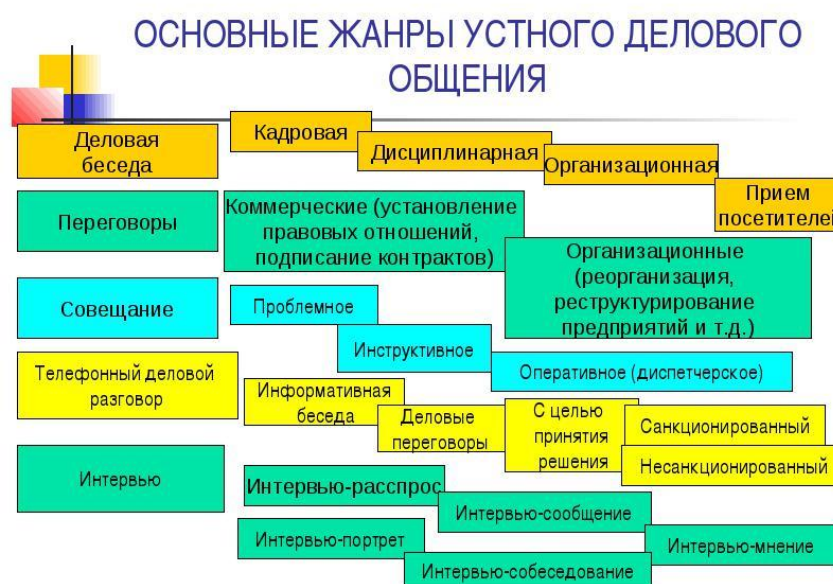 ОСНОВНЫЕ ЖАНРЫ УСТНОГО ДЕЛОВОГО
ОБЩЕНИЯ
Деловая
беседа
Кадровая
Дисциплинарная
Организационная
Прием
посетителей
Переговоры
Коммерческие (установление
правовых отношений,
подписание контрактов)
Организационные
(реорганизация,
реструктурирование
предприятий и т.д.)
Совещание
Проблемное
Инструктивное
Оперативное (диспетчерское)
Телефонный деловой
разговор
Информативная
беседа
Деловые
переговоры
С целью
принятия
решения
Санкционированный
Несанкционированный
Интервью
Интервью-расспрос
Интервью-сообщение
Интервью-портрет
Интервью-мнение
Интервью-собеседование